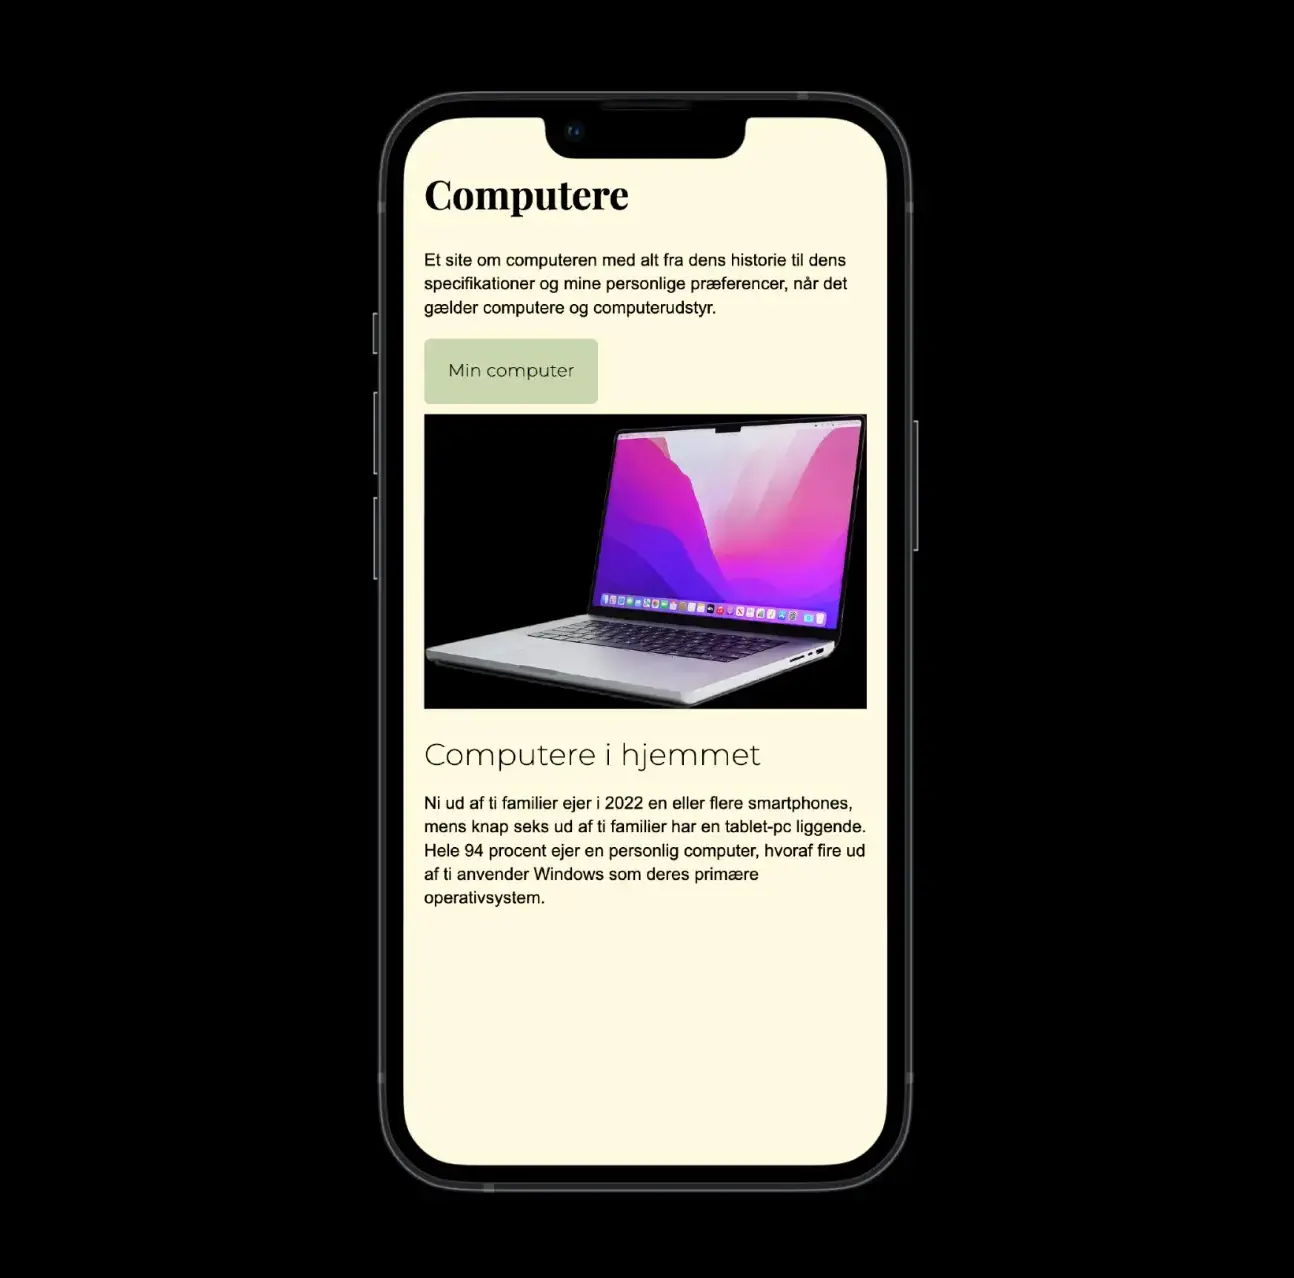 Computere
Et site om computeren med alt fra dens historie til dens
specifikationer og mine personlige præferencer, når det
gælder computere og computerudstyr.
Min computer
Computere i hjemmet
Ni ud af ti familier ejer i 2022 en eller flere smartphones,
mens knap seks ud af ti familier har en tablet-pc liggende.
Hele 94 procent ejer en personlig computer, hvoraf fire ud
af ti anvender Windows som deres primære
operativsystem.